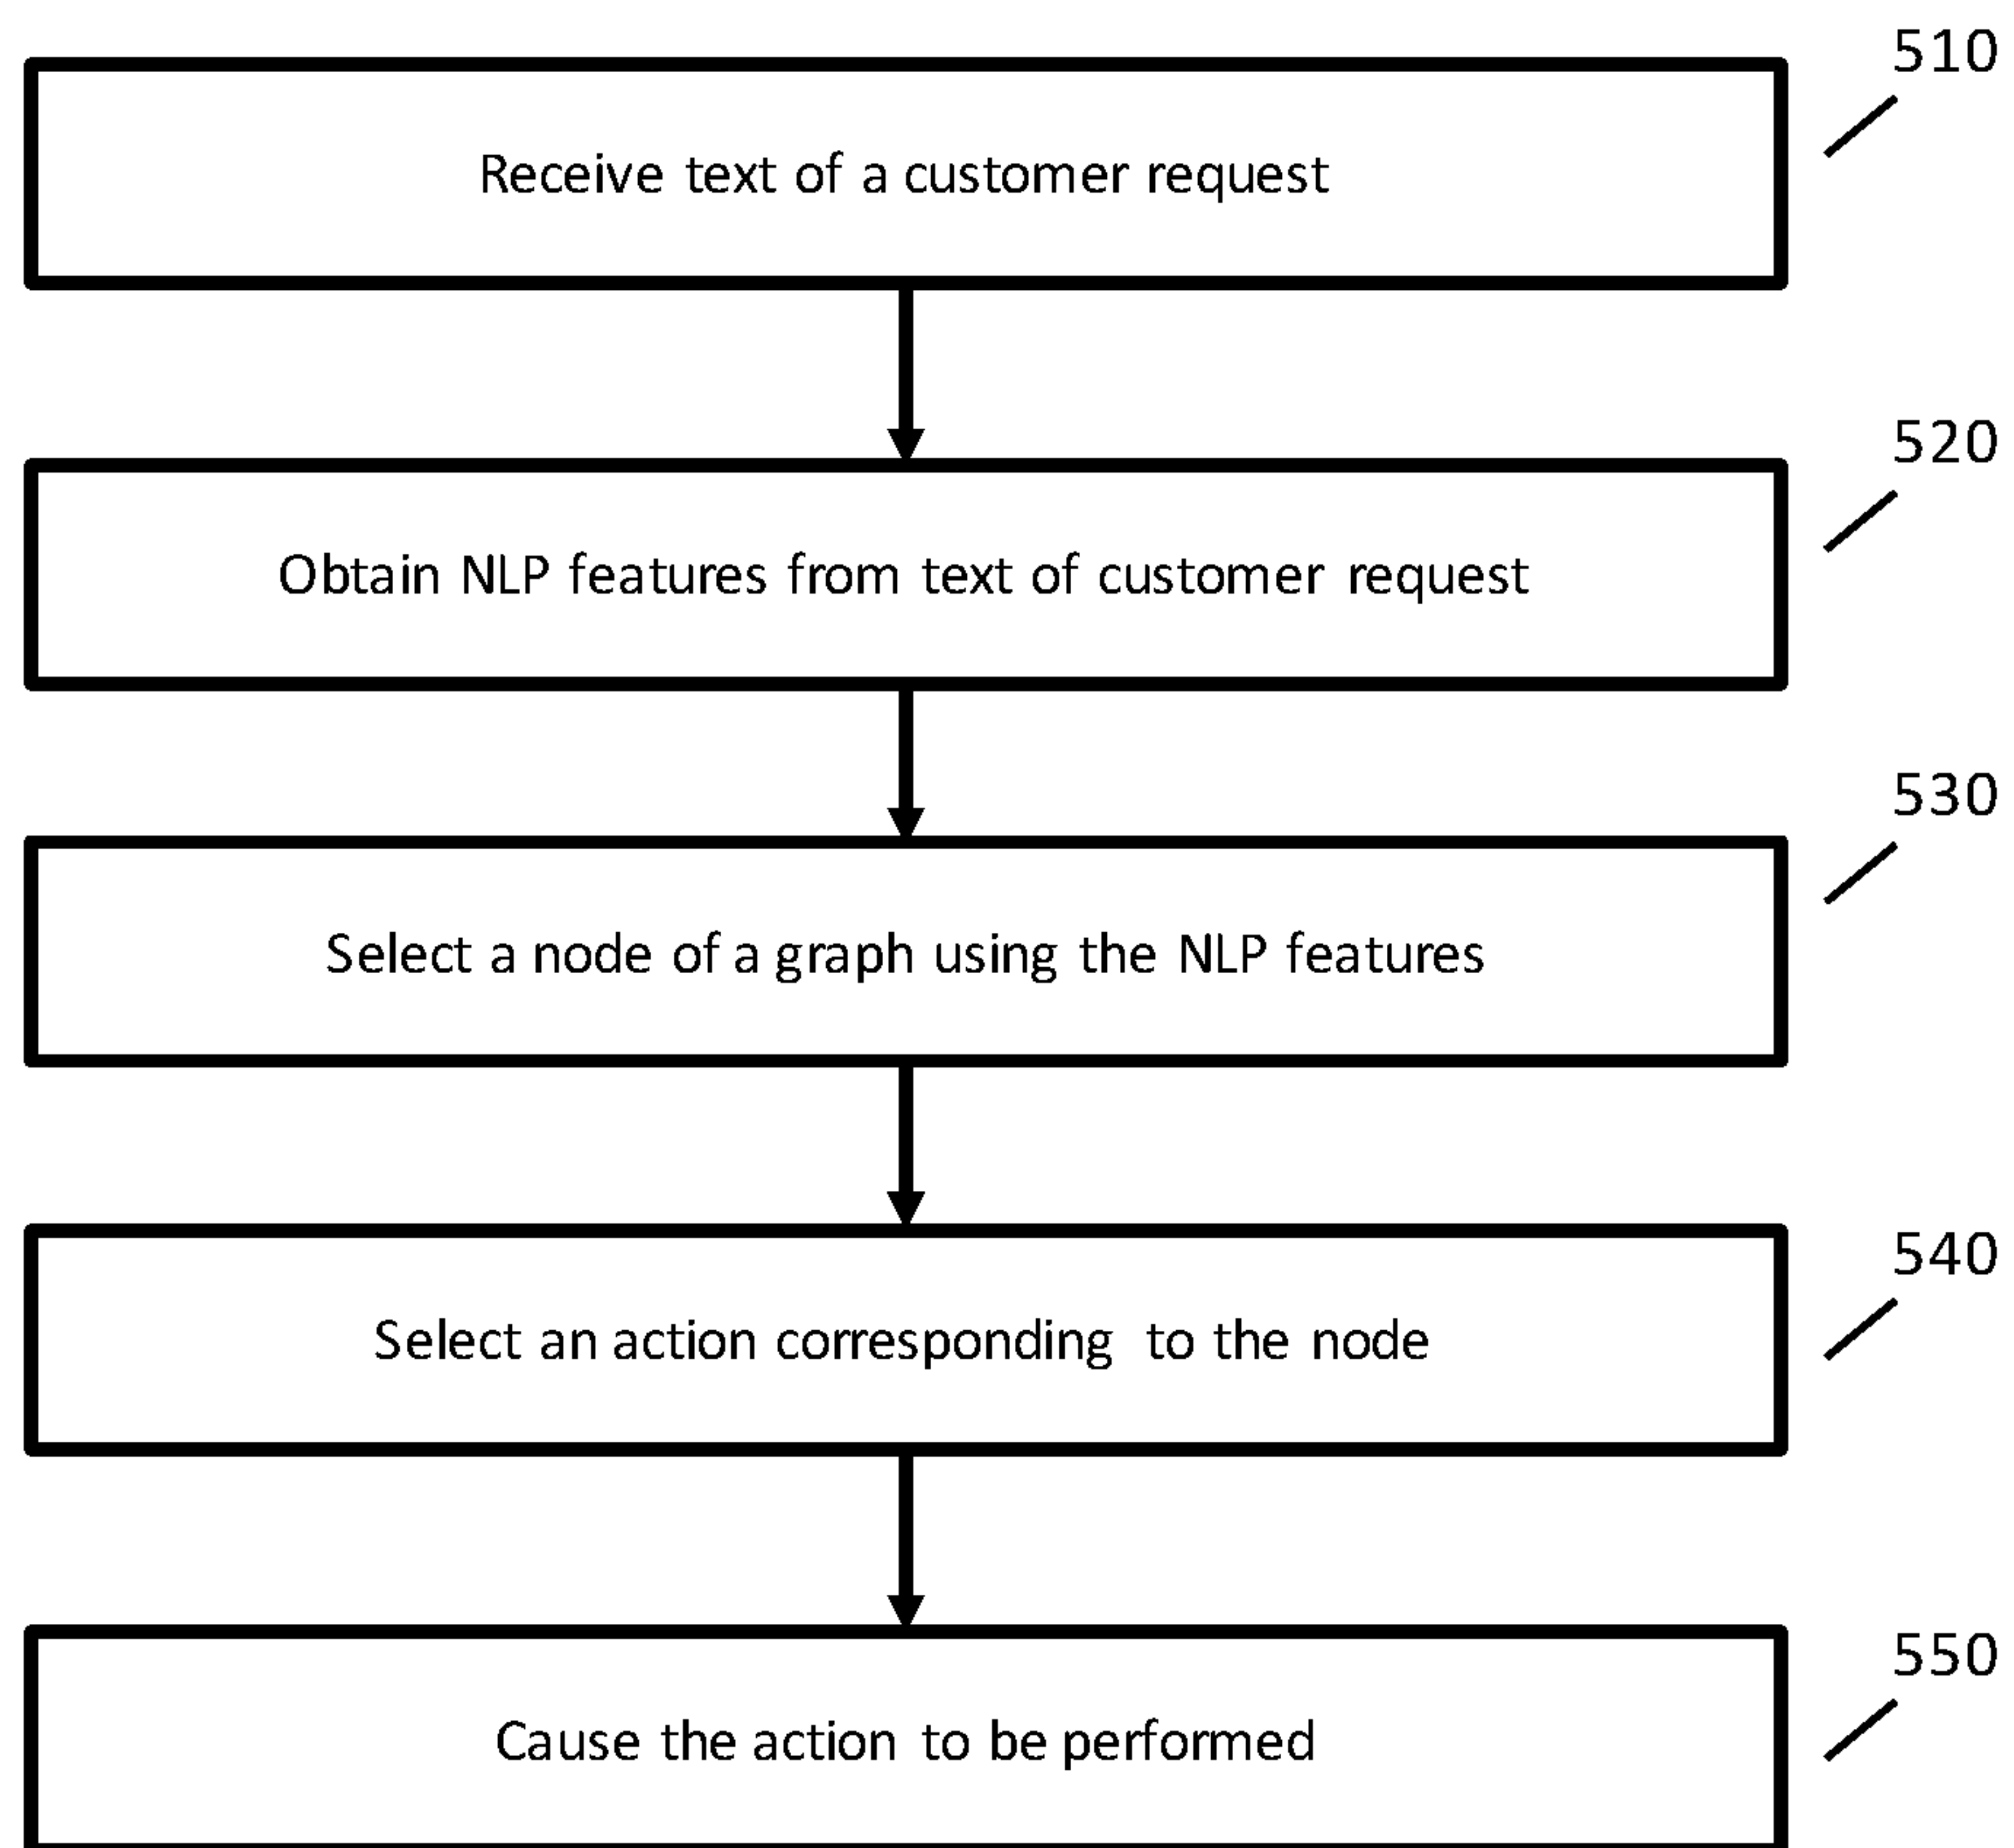 510
Receive text of a customer request
520
Obtain NLP features from text of customer request
530
Select a node of a graph using the NLP features
540
Select an action corresponding to the node
550
Cause the action to be performed